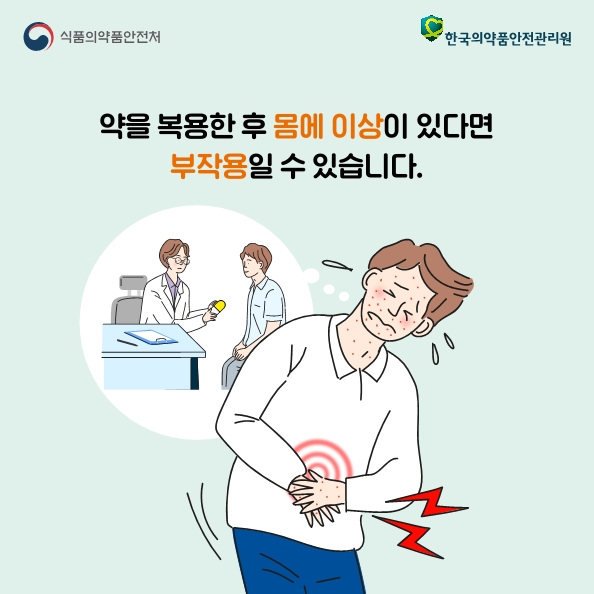 식품의약품안전처
한국의약품안전관리원
약을 복용한 후 몸에 이상이 있다면
부작용일 수 있습니다.